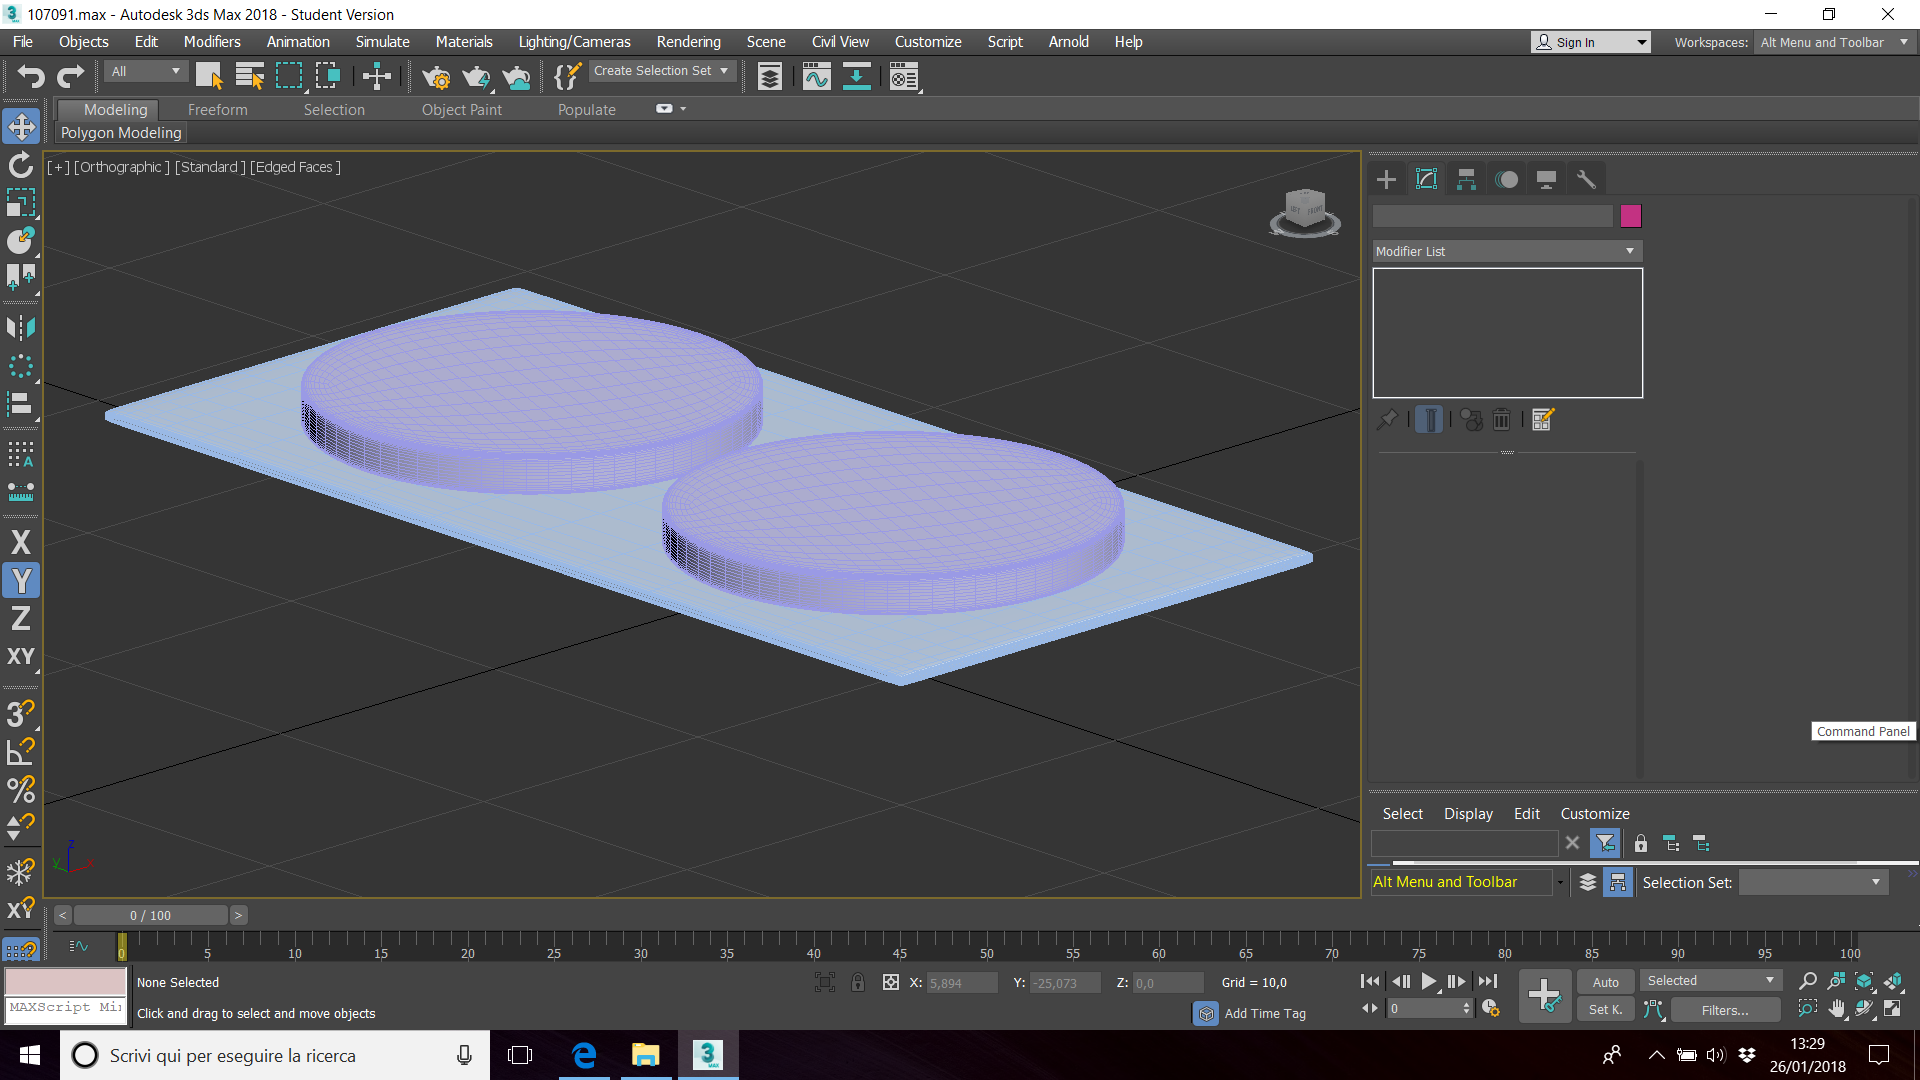 107091.max - Autodesk 3ds Max 2018 - Student Version
File Objects Edit Modifiers Animation Simulate Materials Lighting/Cameras Rendering Scene Civil View Customize Script Arnold Help
Sign In Workspaces: Alt Menu and Toolbar
All Create Selection Set
Modeling Freeform Selection Object Paint Populate
Polygon Modeling
[+] [Orthographic] [Standard] [Edged Faces]
Modifier List
X
Y
Z
XY
3
%
XY
Command Panel
Select Display Edit Customize
Alt Menu and Toolbar Selection Set:
z
y x
< 0 / 100 >
0 5 10 15 20 25 30 35 40 45 50 55 60 65 70 75 80 85 90 95 100
None Selected X: 5,894 Y: -25,073 Z: 0,0 Grid = 10,0 Auto Selected
MAXScript Mi
Click and drag to select and move objects Add Time Tag 0 Set K. Filters...
Scrivi qui per eseguire la ricerca
13:29
26/01/2018